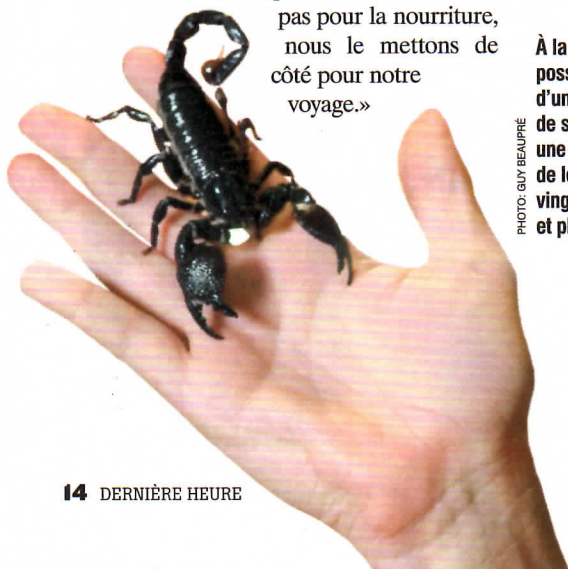 pas pour la nourriture,
nous le mettons de
côté pour notre
voyage.»
À la
poss
d'un
de s
une
de l
ving
et pl
PHOTO: GUY BEAUPRÉ
14 DERNIÈRE HEURE